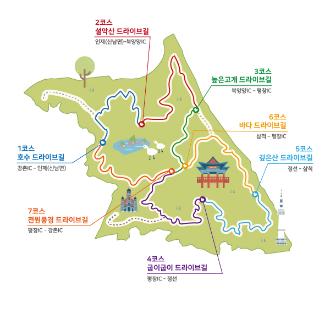 2코스
설악산 드라이브길
인제(신남면)~북양양IC
3코스
높은고개 드라이브길
북양양IC ~ 평창IC
6코스
바다 드라이브길
삼척 ~ 평창IC
1코스
호수 드라이브길
춘천IC ~ 인제(신남면)
5코스
깊은산 드라이브길
정선 ~ 삼척
7코스
전원풍경 드라이브길
평창IC ~ 강촌IC
4코스
굽이굽이 드라이브길
평창IC ~ 정선